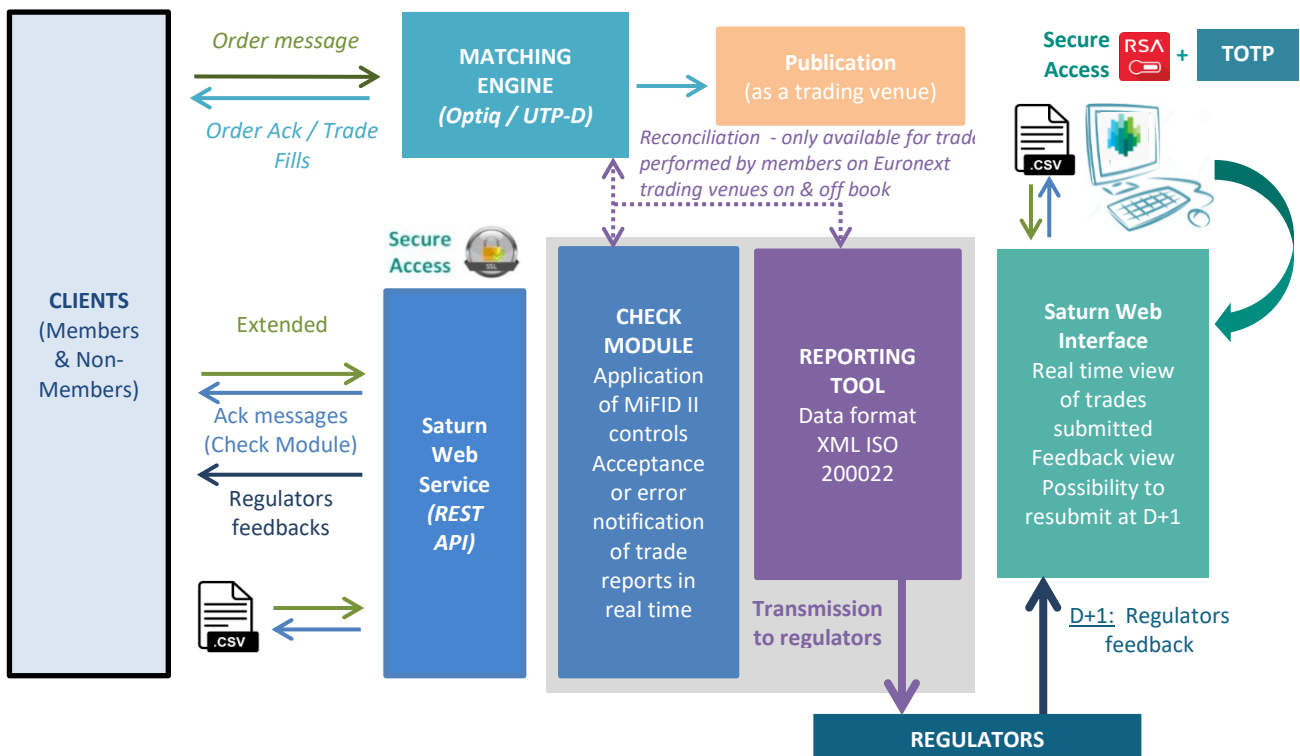 Order message
Order Ack / Trade
Fills
MATCHING
ENGINE
(Optiq / UTP-D)
Publication
(as a trading venue)
Secure
Access
RSA
+
TOTP
.CSV
Reconciliation - only available for trade
performed by members on Euronext
trading venues on & off book
CLIENTS
(Members
& Non-
Members)
Secure
Access
SSL
Extended
Ack messages
(Check Module)
Regulators
feedbacks
.CSV
Saturn
Web
Service
(REST
API)
CHECK
MODULE
Application
of MiFID II
controls
Acceptance
or error
notification
of trade
reports in
real time
REPORTING
TOOL
Data format
XML ISO
200022
Transmission
to regulators
Saturn Web
Interface
Real time view
of trades
submitted
Feedback view
Possibility to
resubmit at D+1
D+1: Regulators
feedback
REGULATORS